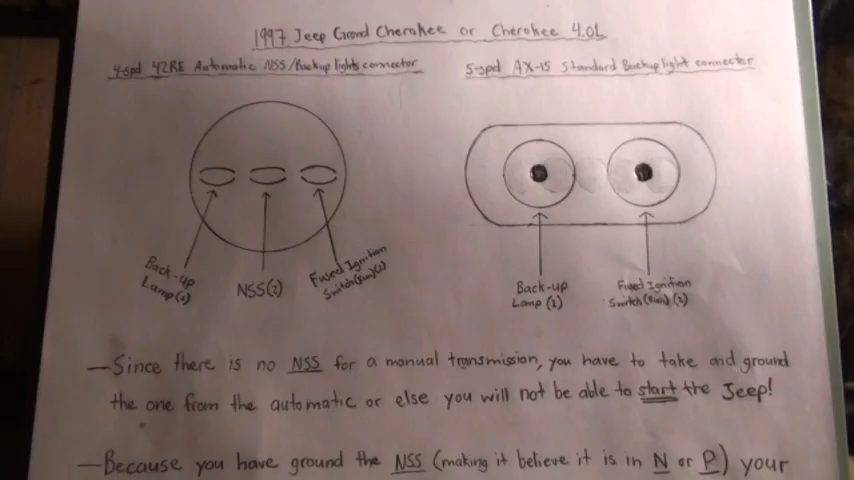 1997 Jeep Grand Cherokee or Cherokee 4.0L
4-spd 42RE Automatic NSS/Backup lights connector
5-spd AX-15 Standard Backup light connector
Back-up
Lamp(1)
NSS(2)
Fused Ignition
Switch(Run)(3)
Back-up
Lamp (1)
Fused Ignition
Switch(Run) (2)
—Since there is no NSS for a manual transmission, you have to take and ground
the one from the automatic or else you will not be able to start the Jeep!
—Because you have ground the NSS (making it believe it is in N or P) your